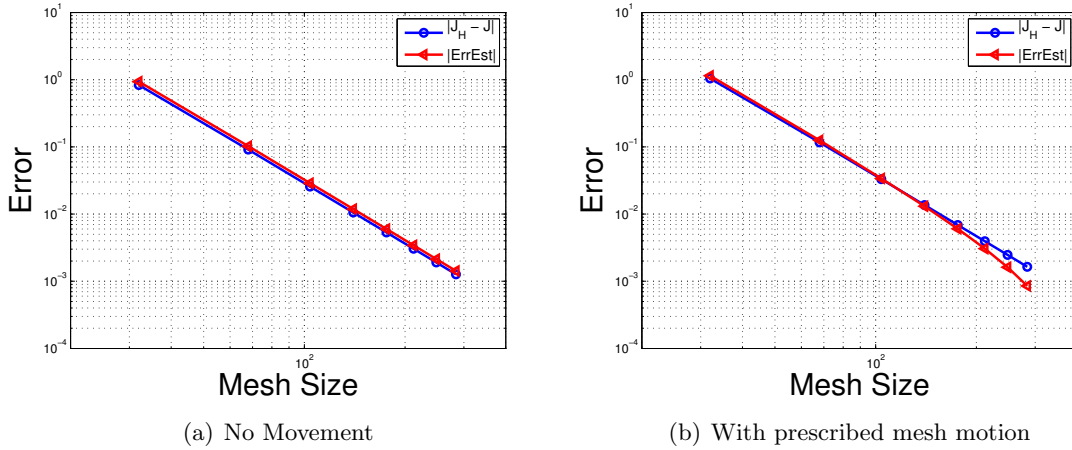 10^1
10^0
10^-1
10^-2
10^-3
10^-4
10^2
Error
Mesh Size
|J_H − J|
|ErrEst|
(a) No Movement
10^1
10^0
10^-1
10^-2
10^-3
10^-4
10^2
Error
Mesh Size
|J_H − J|
|ErrEst|
(b) With prescribed mesh motion